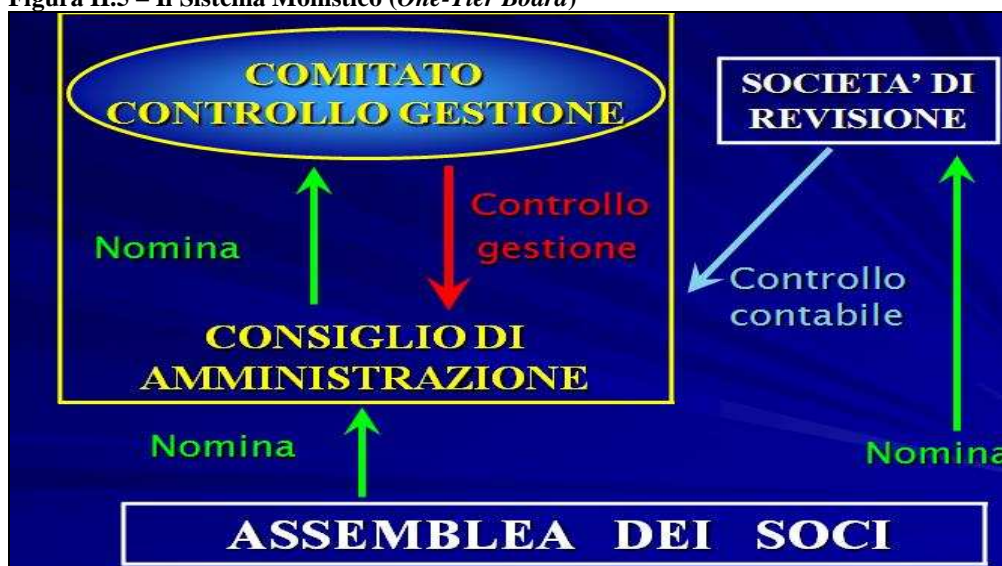 Figura II.5 – Il Sistema Monistico (One-Tier Board)
COMITATO
CONTROLLO GESTIONE
SOCIETA' DI
REVISIONE
Nomina
Controllo
gestione
Controllo
contabile
CONSIGLIO DI
AMMINISTRAZIONE
Nomina
Nomina
ASSEMBLEA DEI SOCI